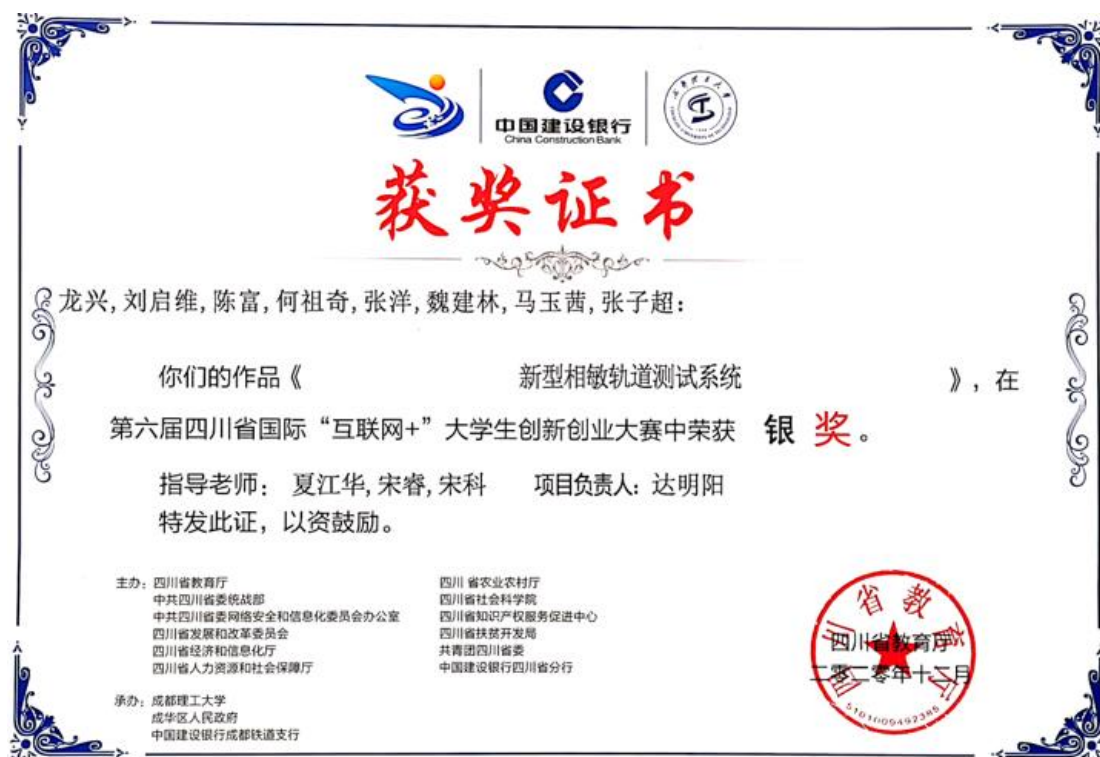 中国建设银行
China Construction Bank
获奖证书
龙兴,刘启维,陈富,何祖奇,张洋,魏建林,马玉茜,张子超:
你们的作品《 新型相敏轨道测试系统 》,在
第六届四川省国际“互联网+”大学生创新创业大赛中荣获 银奖。
指导老师: 夏江华,宋睿,宋科 项目负责人: 达明阳
特发此证,以资鼓励。
主办: 四川省教育厅
中共四川省委统战部
中共四川省委网络安全和信息化委员会办公室
四川省发展和改革委员会
四川省经济和信息化厅
四川省人力资源和社会保障厅
四川 省农业农村厅
四川省社会科学院
四川省知识产权服务促进中心
四川省扶贫开发局
共青团四川省委
中国建设银行四川省分行
承办: 成都理工大学
成华区人民政府
中国建设银行成都铁道支行
四川省教育厅
四川省教育厅
二零二零年十二月
5101009492385